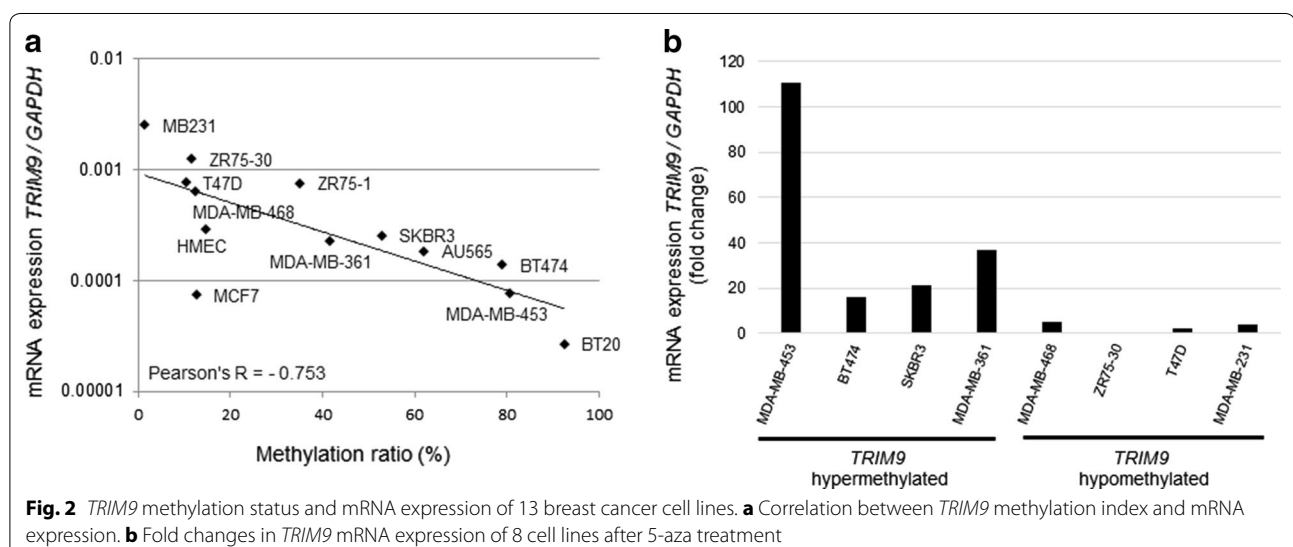 a
mRNA expression TRIM9 / GAPDH
0.01
0.001
0.0001
0.00001
MB231
ZR75-30
T47D
ZR75-1
MDA-MB-468
HMEC
MDA-MB-361
SKBR3
AU565
BT474
MCF7
MDA-MB-453
BT20
Pearson's R = - 0.753
0 20 40 60 80 100
Methylation ratio (%)
b
mRNA expression TRIM9 / GAPDH
(fold change)
120
100
80
60
40
20
0
MDA-MB-453
BT474
SKBR3
MDA-MB-361
MDA-MB-468
ZR75-30
T47D
MDA-MB-231
TRIM9
hypermethylated
TRIM9
hypomethylated
Fig. 2 TRIM9 methylation status and mRNA expression of 13 breast cancer cell lines. a Correlation between TRIM9 methylation index and mRNA
expression. b Fold changes in TRIM9 mRNA expression of 8 cell lines after 5-aza treatment